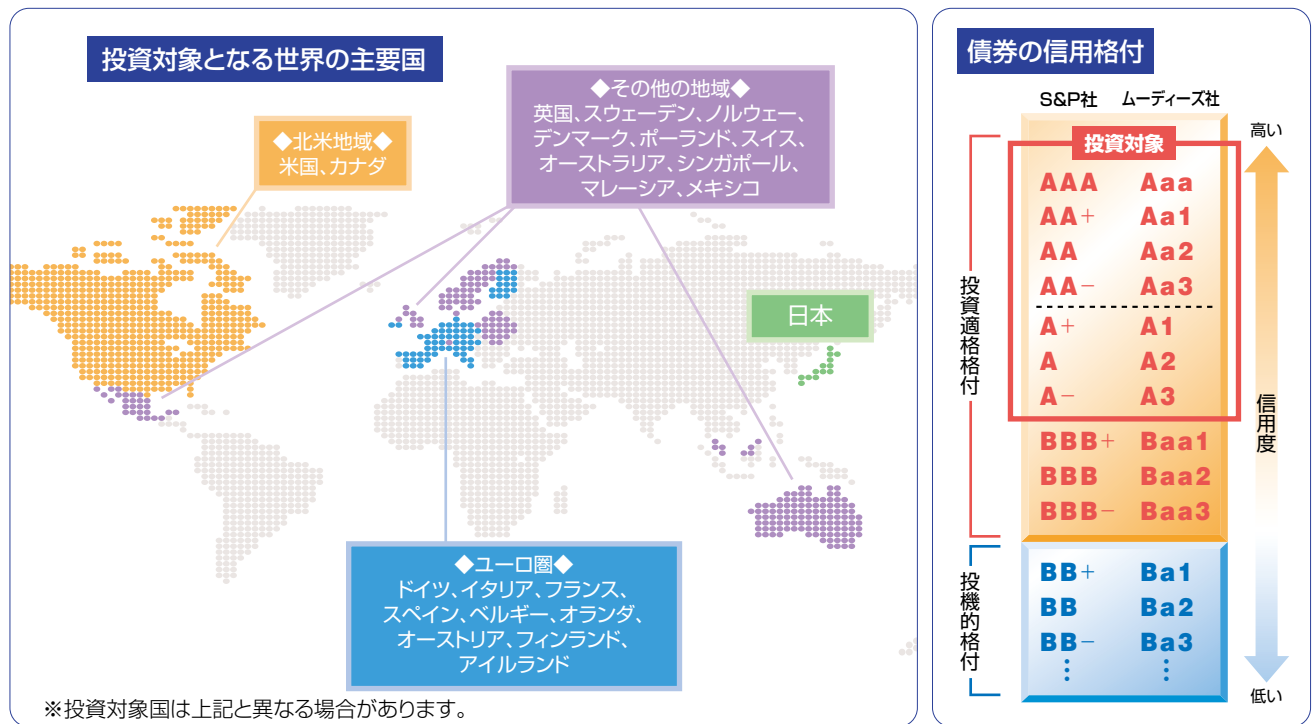 投資対象となる世界の主要国
◆北米地域◆
米国、カナダ
◆その他の地域◆
英国、スウェーデン、ノルウェー、
デンマーク、ポーランド、スイス、
オーストラリア、シンガポール、
マレーシア、メキシコ
日本
◆ユーロ圏◆
ドイツ、イタリア、フランス、
スペイン、ベルギー、オランダ、
オーストリア、フィンランド、
アイルランド
※投資対象国は上記と異なる場合があります。
債券の信用格付
S&P社 ムーディーズ社
投資対象
AAA Aaa
AA+ Aa1
AA Aa2
AA− Aa3
A+ A1
A A2
A− A3
BBB+ Baa1
BBB Baa2
BBB− Baa3
BB+ Ba1
BB Ba2
BB− Ba3
⋮ ⋮
投資適格格付
投機的格付
高い
信用度
低い